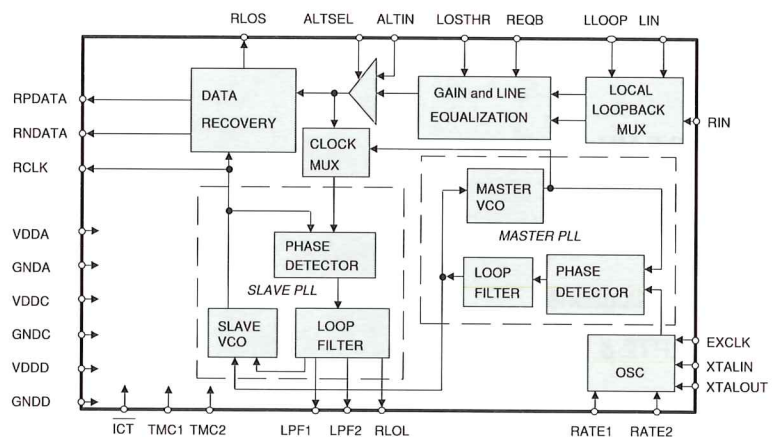 RLOS ALTSEL ALTIN LOSTHR REQB LLOOP LIN
RPDATA
RNDATA
RCLK
VDDA
GNDA
VDDC
GNDC
VDDD
GNDD
DATA
RECOVERY
GAIN and LINE
EQUALIZATION
LOCAL
LOOPBACK
MUX
RIN
CLOCK
MUX
MASTER
VCO
MASTER PLL
PHASE
DETECTOR
SLAVE PLL
LOOP
FILTER
PHASE
DETECTOR
SLAVE
VCO
LOOP
FILTER
OSC
EXCLK
XTALIN
XTALOUT
ICT TMC1 TMC2 LPF1 LPF2 RLOL RATE1 RATE2